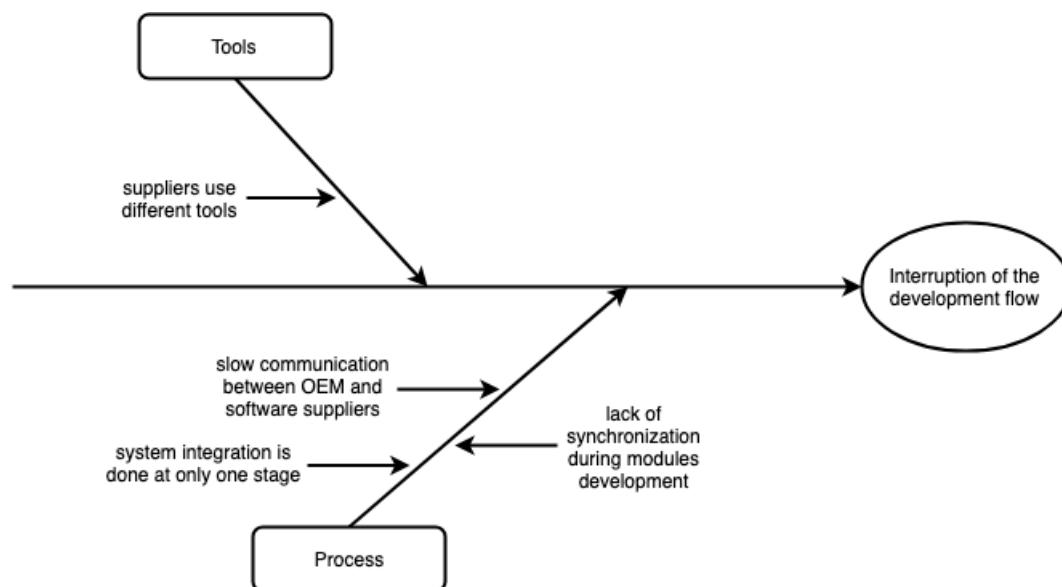 Tools
suppliers use
different tools
Interruption of the
development flow
slow communication
between OEM and
software suppliers
lack of
synchronization
during modules
development
system integration is
done at only one stage
Process